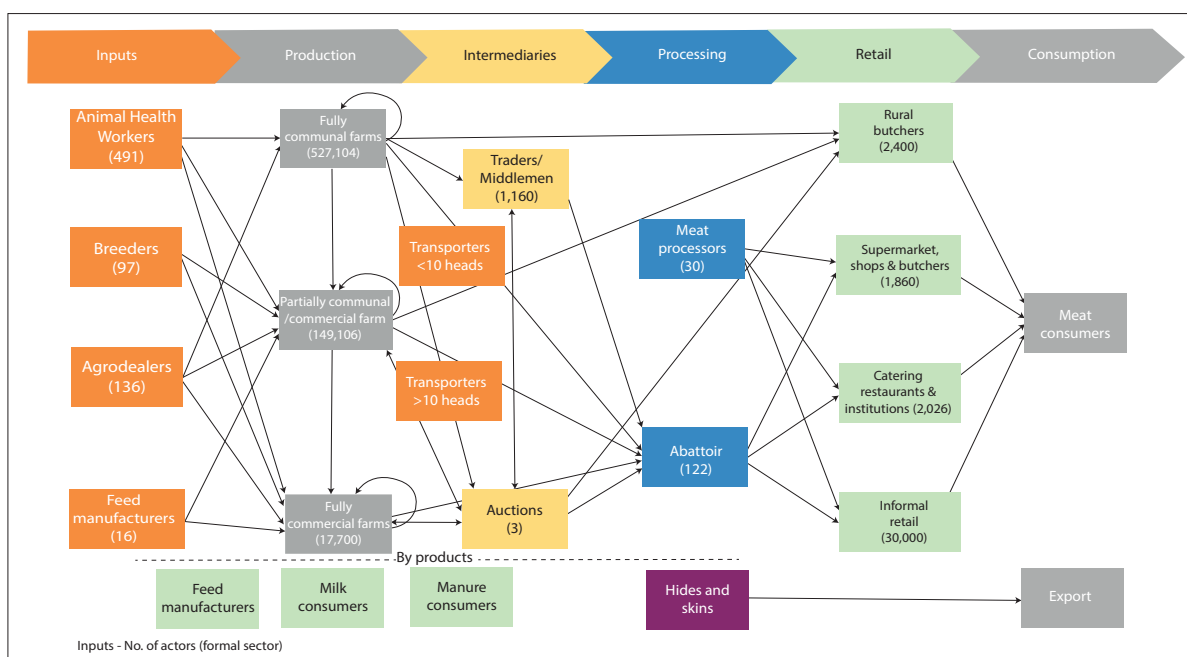 Inputs
Production
Intermediaries
Processing
Retail
Consumption
Animal Health
Workers
(491)
Breeders
(97)
Agrodealers
(136)
Feed
manufacturers
(16)
Fully
communal farms
(527,104)
Partially communal
/commercial farm
(149,106)
Fully
commercial farms
(17,700)
Traders/
Middlemen
(1,160)
Transporters
<10 heads
Transporters
>10 heads
Auctions
(3)
Meat
processors
(30)
Abattoir
(122)
Rural
butchers
(2,400)
Supermarket,
shops & butchers
(1,860)
Catering
restaurants &
institutions (2,026)
Informal
retail
(30,000)
Meat
consumers
By products
Feed
manufacturers
Milk
consumers
Manure
consumers
Hides and
skins
Export
Inputs - No. of actors (formal sector)